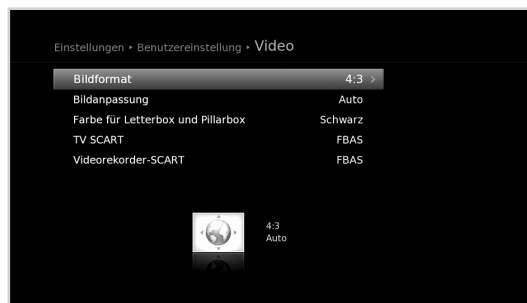 Einstellungen ‣ Benutzereinstellung ‣ Video
Bildformat 4:3 >
Bildanpassung Auto
Farbe für Letterbox und Pillarbox Schwarz
TV SCART FBAS
Videorekorder-SCART FBAS
4:3
Auto